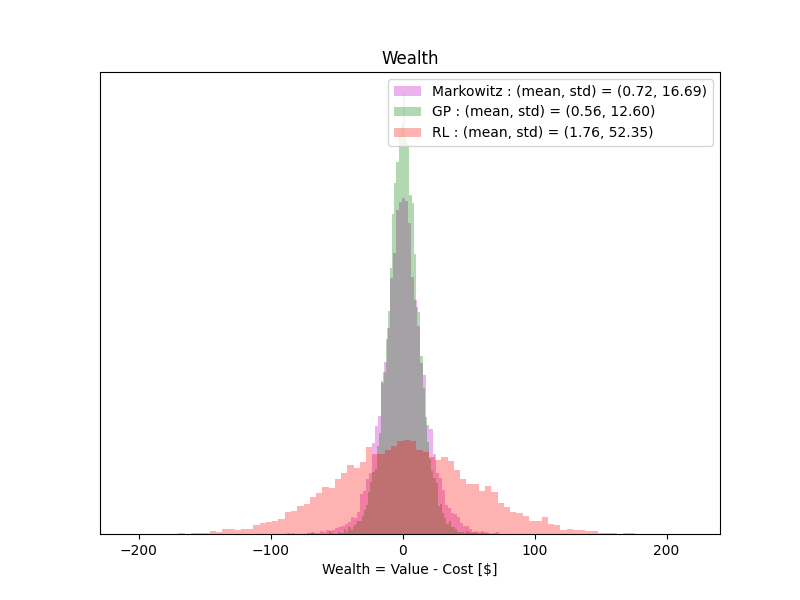 Wealth
Markowitz : (mean, std) = (0.72, 16.69)
GP : (mean, std) = (0.56, 12.60)
RL : (mean, std) = (1.76, 52.35)
−200 −100 0 100 200
Wealth = Value - Cost [$]